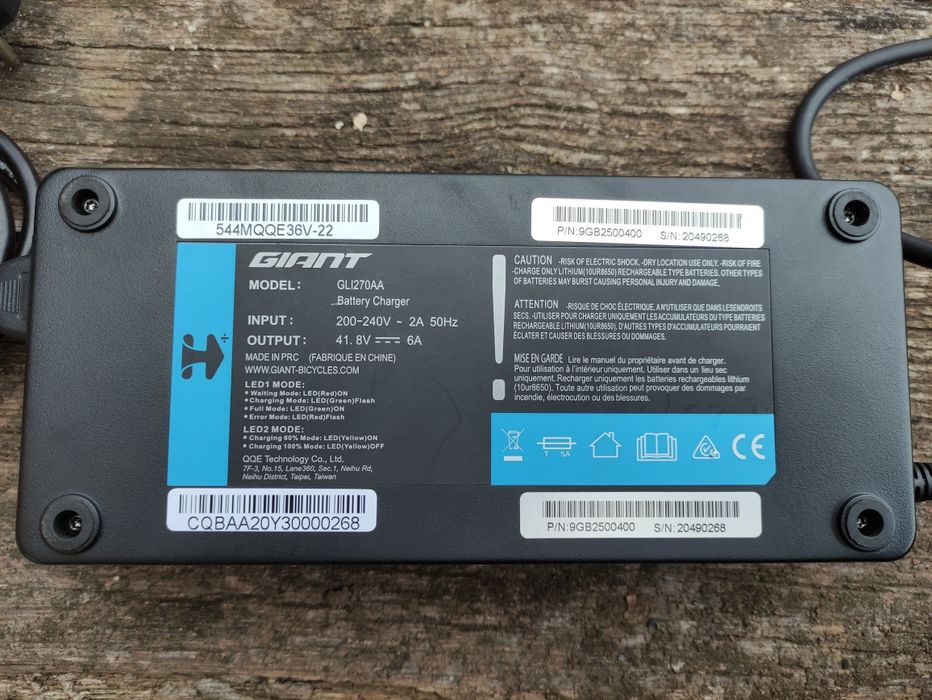 544MQQE36V-22
P/N:9GB2500400 S/N: 20490268
GIANT
MODEL: GLI270AA
Battery Charger
INPUT: 200-240V ~ 2A 50Hz
OUTPUT: 41.8V ⎓ 6A
MADE IN PRC (FABRIQUE EN CHINE)
WWW.GIANT-BICYCLES.COM
LED1 MODE:
• Waiting Mode: LED(Red)ON
• Charging Mode: LED(Green)Flash
• Full Mode: LED(Green)ON
• Error Mode: LED(Red)Flash
LED2 MODE:
• Charging 60% Mode: LED(Yellow)ON
• Charging 100% Mode: LED(Yellow)OFF
QQE Technology Co., Ltd.
7F-3, No.15, Lane360, Sec.1, Neihu Rd,
Neihu District, Taipei, Taiwan
CAUTION -RISK OF ELECTRIC SHOCK. -DRY LOCATION USE ONLY. -RISK OF FIRE
-CHARGE ONLY LITHIUM(10UR8650) RECHARGEABLE TYPE BATTERIES, OTHER TYPES
OF BATTERIES MAY BURST CAUSING PERSONAL INJURY AND DAMAGE.
ATTENTION -RISQUE DE CHOC ÉLECTRIQUE, A N'UTILISER QUE DANS LESENDROITS
SECS. -UTILISER POUR CHARGER UNIQUEMENT LES ACCUMULATEURS DU TYPE BATTERIES
RECHARGEABLE LITHIUM(10UR8650), D'AUTRES TYPES D'ACCUMULATEURS POURRAIENT
ÉCLATER ET CAUSER DES BLESSURES OU DOMMAGES.
MISE EN GARDE Lire le manuel du propriétaire avant de charger.
Pour utilisation à l'intérieur uniquement. Utiliser dans un lieu sec
uniquement. Recharger uniquement les batteries rechargeables lithium
(10ur8650). Toute autre utilisation peut provoquer des dommages par
incendie, électrocution ou des blessures.
5A
CE
CQBAA20Y30000268
P/N:9GB2500400 S/N: 20490268